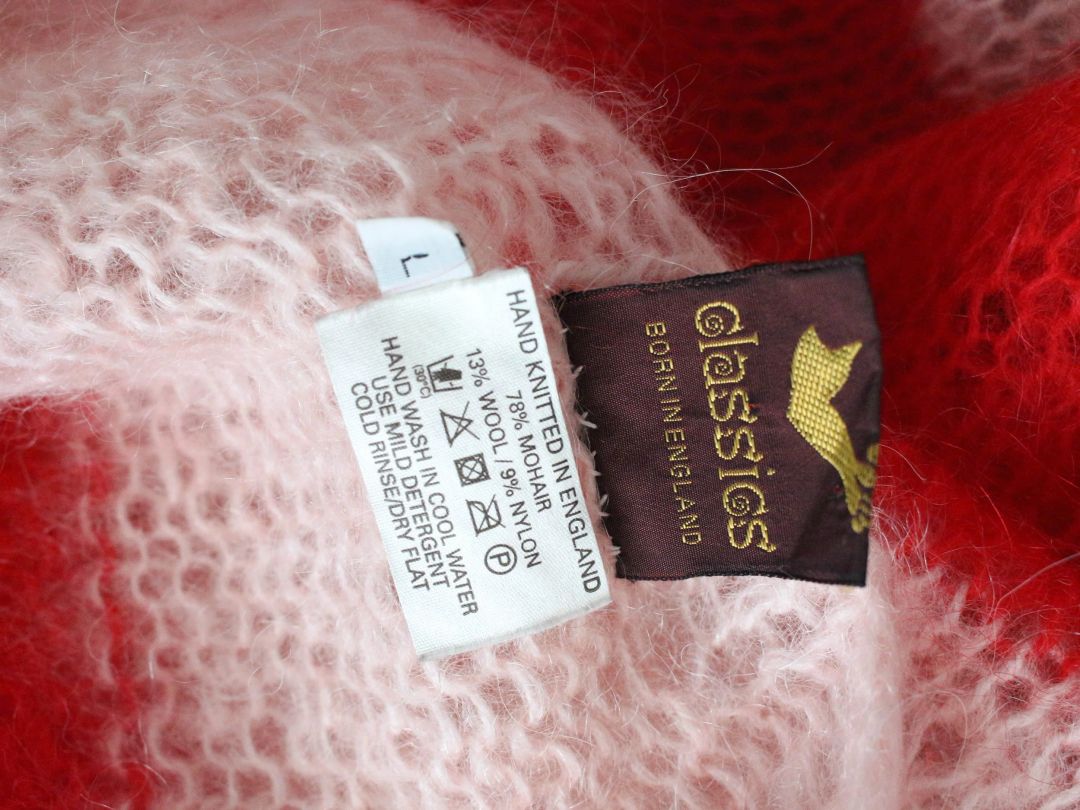 L
HAND KNITTED IN ENGLAND
78% MOHAIR
13% WOOL / 9% NYLON
P
(30°C)
HAND WASH IN COOL WATER
USE MILD DETERGENT
COLD RINSE/DRY FLAT
classics
BORN IN ENGLAND